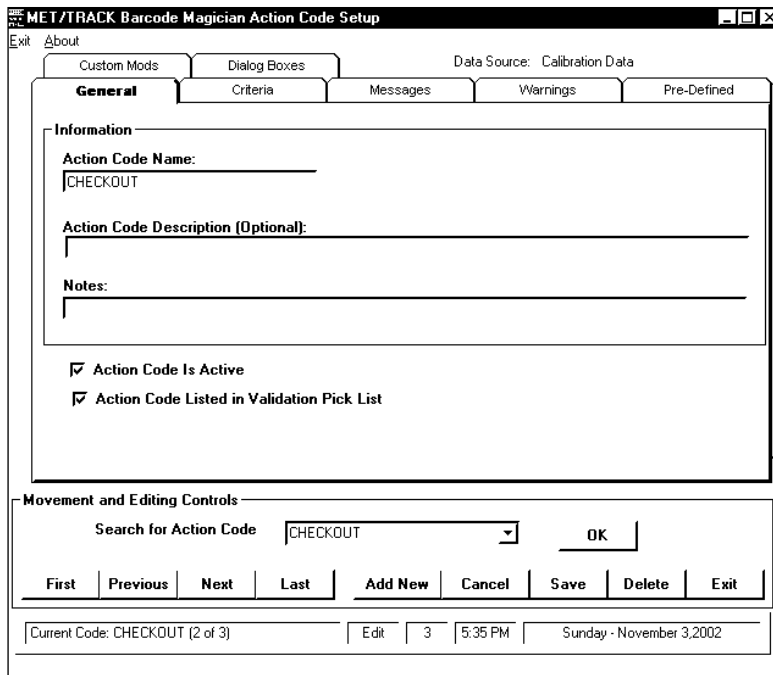 MET/TRACK Barcode Magician Action Code Setup
Exit About
Custom Mods Dialog Boxes Data Source: Calibration Data
General Criteria Messages Warnings Pre-Defined
Information
Action Code Name:
CHECKOUT
Action Code Description (Optional):
Notes:
Action Code Is Active
Action Code Listed in Validation Pick List
Movement and Editing Controls
Search for Action Code CHECKOUT OK
First Previous Next Last Add New Cancel Save Delete Exit
Current Code: CHECKOUT (2 of 3) Edit 3 5:35 PM Sunday - November 3,2002